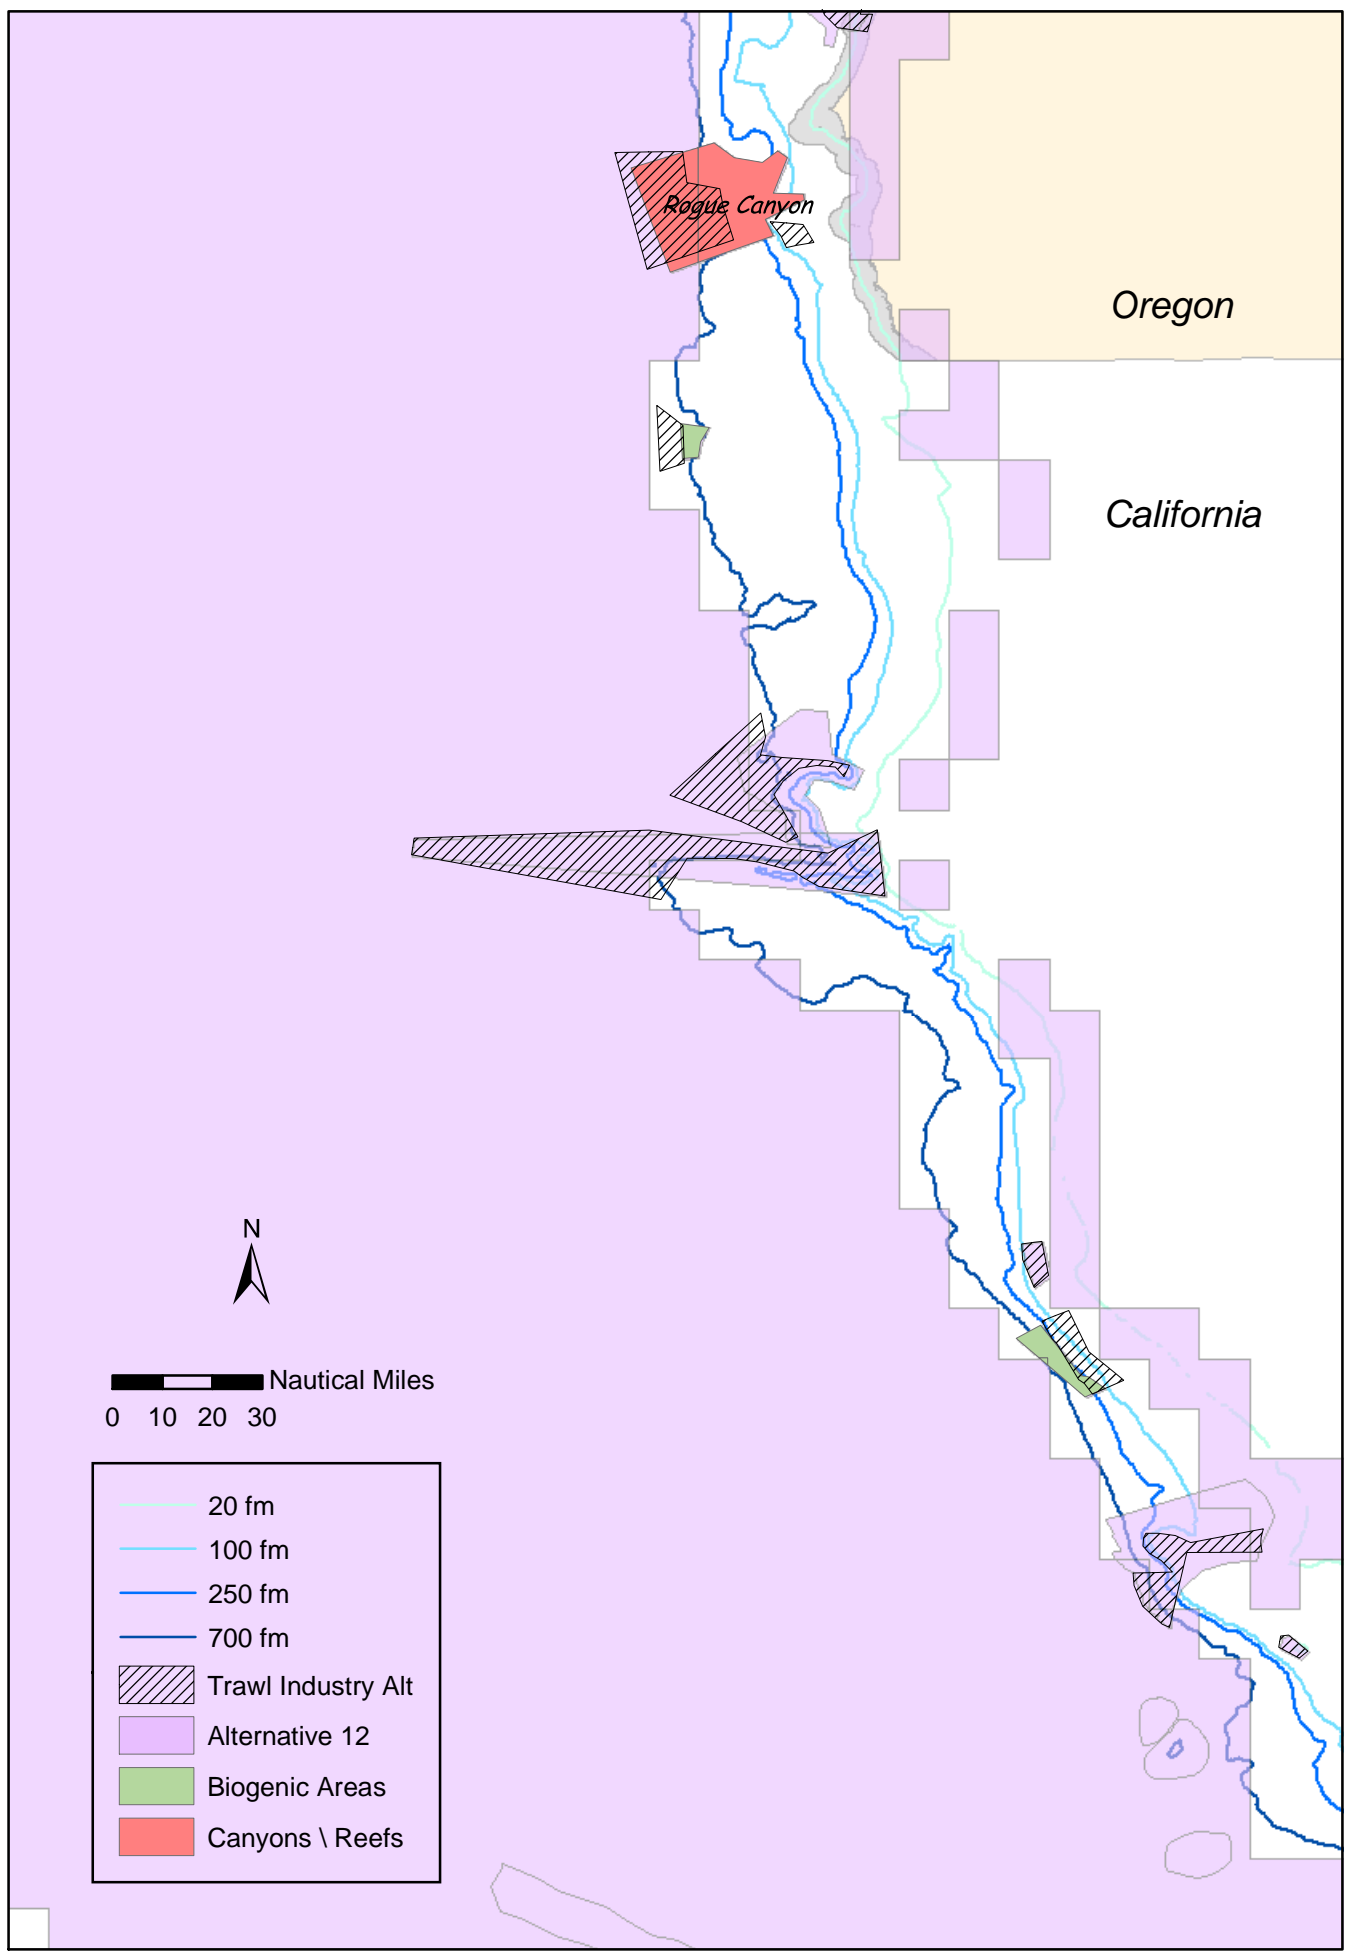 Rogue Canyon
Oregon
California
N
Nautical Miles
0 10 20 30
20 fm
100 fm
250 fm
700 fm
Trawl Industry Alt
Alternative 12
Biogenic Areas
Canyons \ Reefs